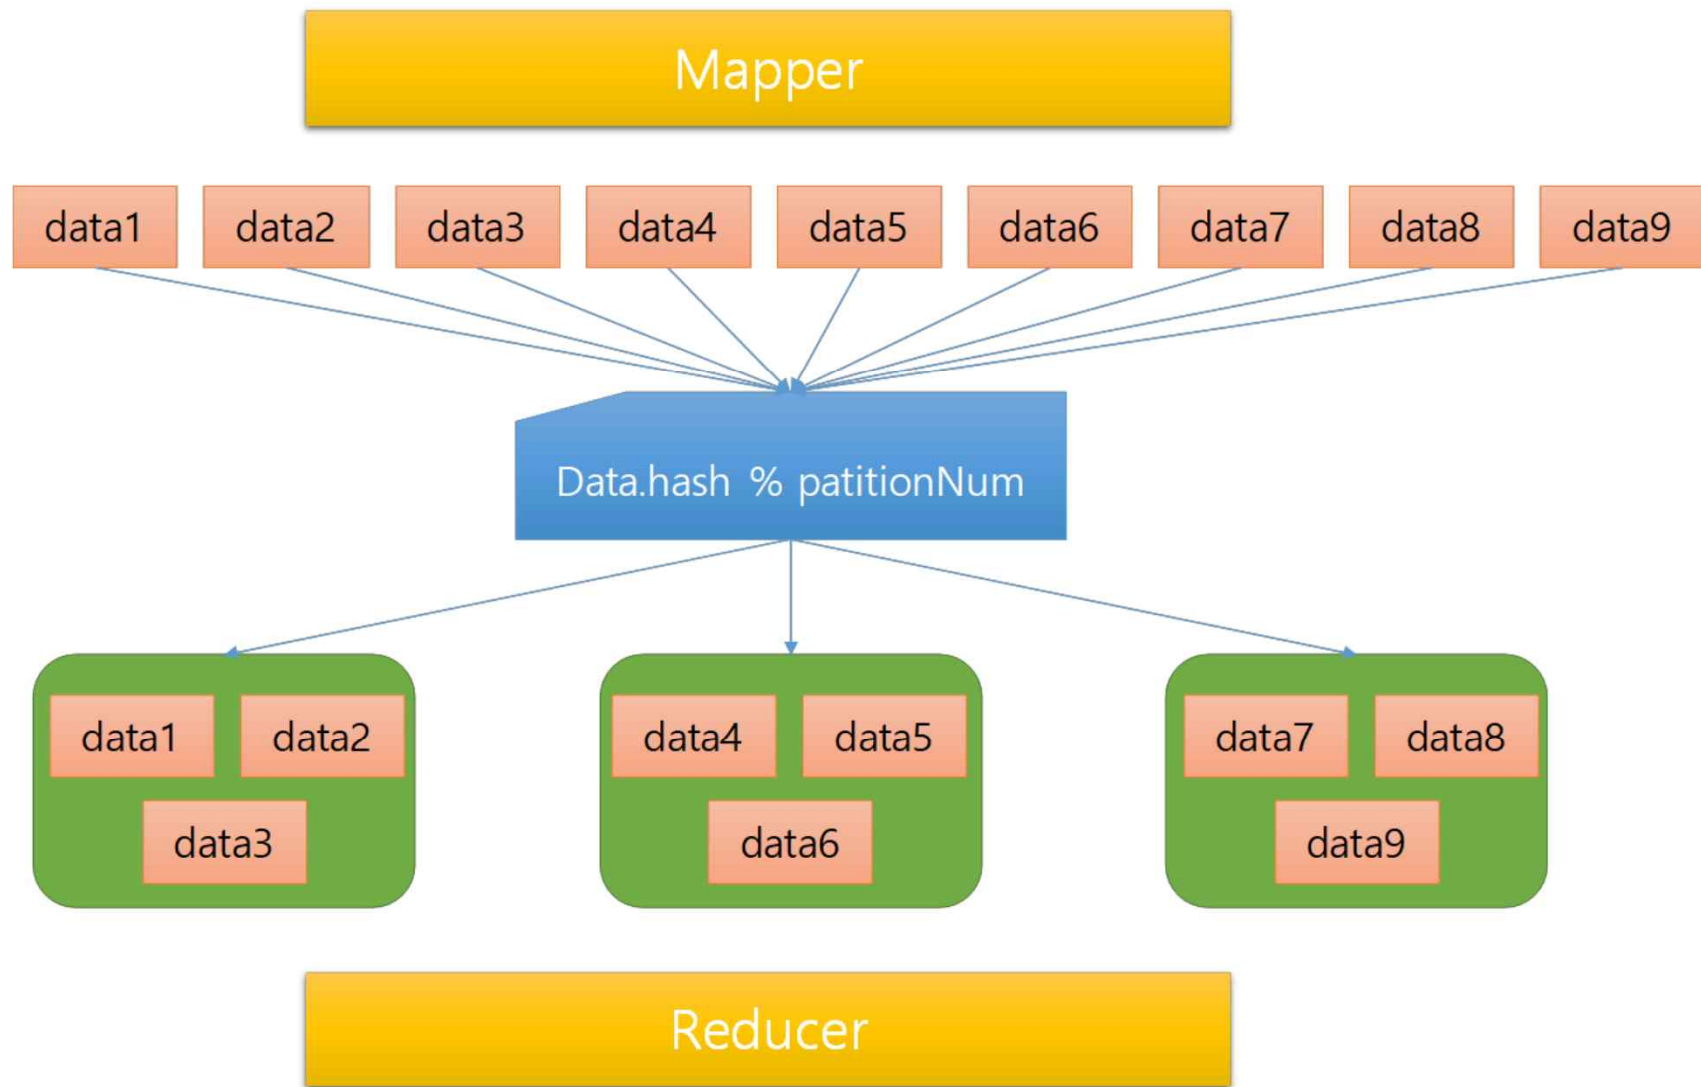 Mapper
data1 data2 data3 data4 data5 data6 data7 data8 data9
Data.hash % patitionNum
data1 data2 data4 data5 data7 data8
data3 data6 data9
Reducer